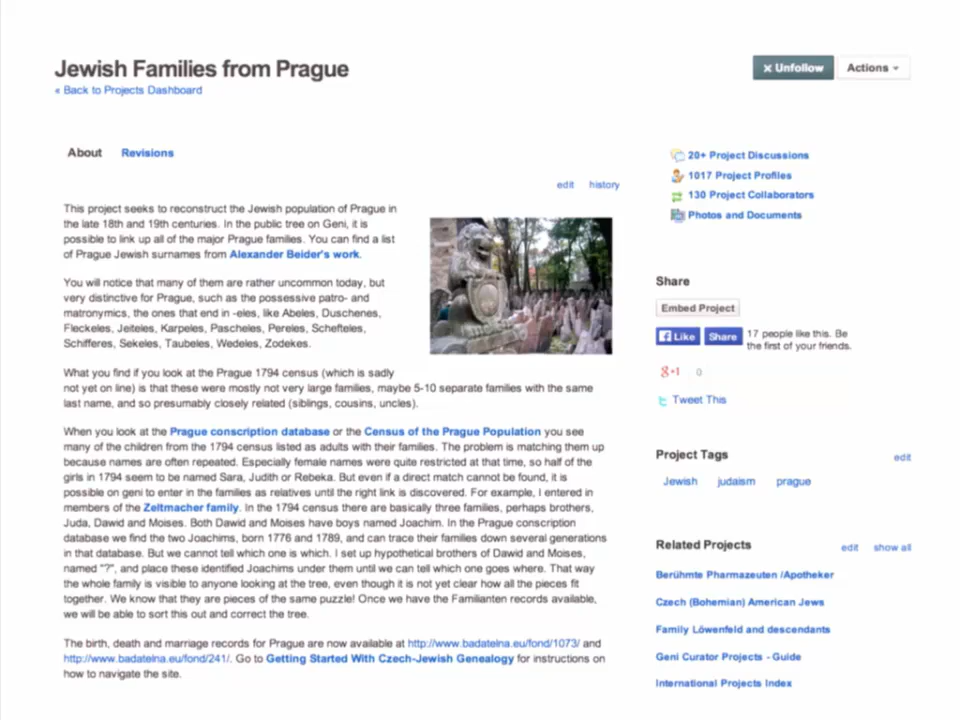 Jewish Families from Prague
« Back to Projects Dashboard
× Unfollow
Actions
About
Revisions
edit history
This project seeks to reconstruct the Jewish population of Prague in
the late 18th and 19th centuries. In the public tree on Geni, it is
possible to link up all of the major Prague families. You can find a list
of Prague Jewish surnames from Alexander Beider's work.
You will notice that many of them are rather uncommon today, but
very distinctive for Prague, such as the possessive patro- and
matronymics, the ones that end in -eles, like Abeles, Duschenes,
Fleckeles, Jeiteles, Karpeles, Pascheles, Pereles, Schefteles,
Schifferes, Sekeles, Taubeles, Wedeles, Zodekes.
What you find if you look at the Prague 1794 census (which is sadly
not yet on line) is that these were mostly not very large families, maybe 5-10 separate families with the same
last name, and so presumably closely related (siblings, cousins, uncles).
When you look at the Prague conscription database or the Census of the Prague Population you see
many of the children from the 1794 census listed as adults with their families. The problem is matching them up
because names are often repeated. Especially female names were quite restricted at that time, so half of the
girls in 1794 seem to be named Sara, Judith or Rebeka. But even if a direct match cannot be found, it is
possible on geni to enter in the families as relatives until the right link is discovered. For example, I entered in
members of the Zeltmacher family. In the 1794 census there are basically three families, perhaps brothers,
Juda, Dawid and Moises. Both Dawid and Moises have boys named Joachim. In the Prague conscription
database we find the two Joachims, born 1776 and 1789, and can trace their families down several generations
in that database. But we cannot tell which one is which. I set up hypothetical brothers of Dawid and Moises,
named "?", and place these identified Joachims under them until we can tell which one goes where. That way
the whole family is visible to anyone looking at the tree, even though it is not yet clear how all the pieces fit
together. We know that they are pieces of the same puzzle! Once we have the Familianten records available,
we will be able to sort this out and correct the tree.
The birth, death and marriage records for Prague are now available at http://www.badatelna.eu/fond/1073/ and
http://www.badatelna.eu/fond/241/. Go to Getting Started With Czech-Jewish Genealogy for instructions on
how to navigate the site.
20+ Project Discussions
1017 Project Profiles
130 Project Collaborators
Photos and Documents
Share
Embed Project
Like
Share
17 people like this. Be
the first of your friends.
g+1 0
Tweet This
Project Tags
edit
Jewish judaism prague
Related Projects
edit show all
Berühmte Pharmazeuten /Apotheker
Czech (Bohemian) American Jews
Family Löwenfeld and descendants
Geni Curator Projects - Guide
International Projects Index